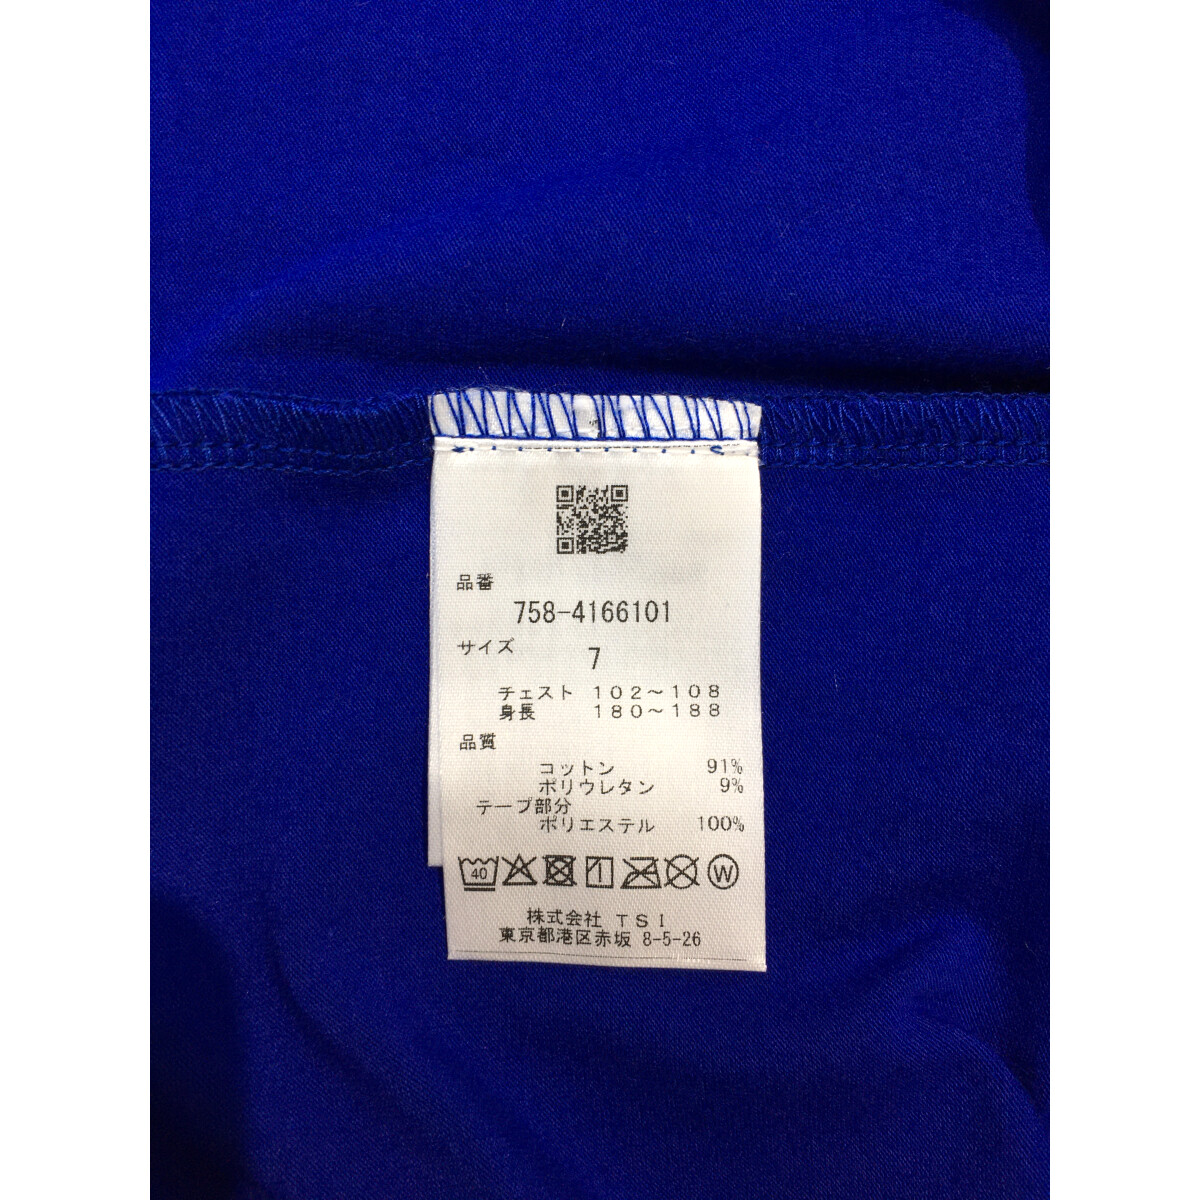 品番
758-4166101
サイズ
7
チェスト 102～108
身長 180～188
品質
コットン 91%
ポリウレタン 9%
テープ部分
ポリエステル 100%
40 W
株式会社 TSI
東京都港区赤坂 8-5-26